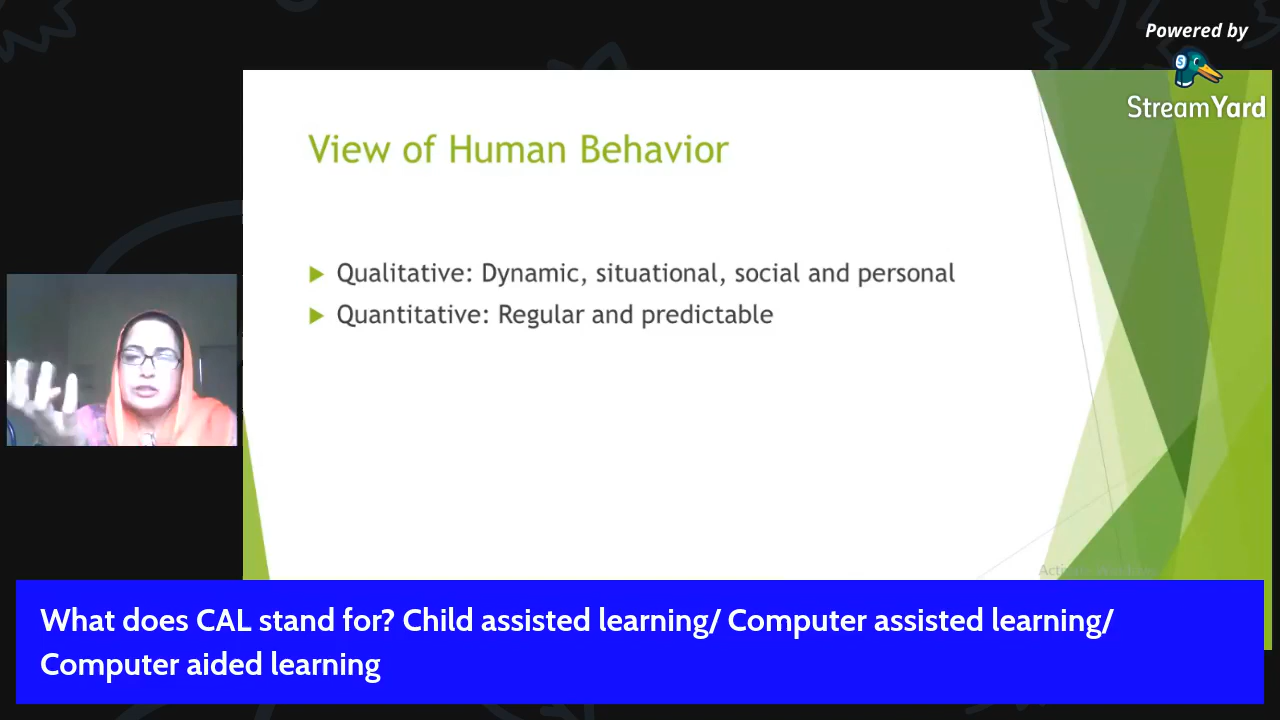 Powered by
StreamYard
View of Human Behavior
Qualitative: Dynamic, situational, social and personal
Quantitative: Regular and predictable
What does CAL stand for? Child assisted learning/ Computer assisted learning/
Computer aided learning